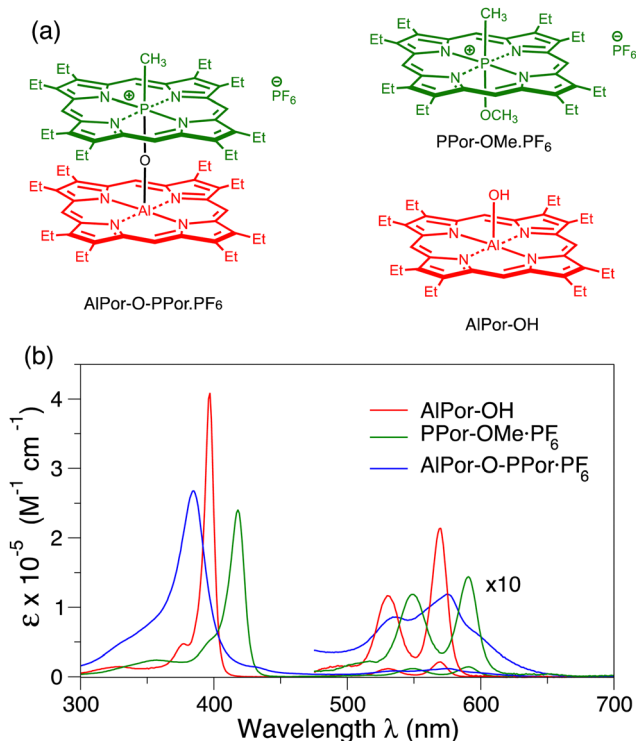 (a)
CH3
Et Et
Et Et
N N
⊕
P
N N
⊖
PF6
Et Et
Et Et
O
Et Et
Et Et
N N
Al
N N
Et Et
Et Et
AlPor-O-PPor.PF6
CH3
Et Et
Et Et
N N
⊕
P
N N
⊖
PF6
Et Et
Et Et
OCH3
PPor-OMe.PF6
OH
Et Et
Et Et
N N
Al
N N
Et Et
Et Et
AlPor-OH
(b)
AlPor-OH
PPor-OMe·PF6
AlPor-O-PPor·PF6
x10
ε x 10-5 (M-1 cm-1)
4
3
2
1
0
300 400 500 600 700
Wavelength λ (nm)